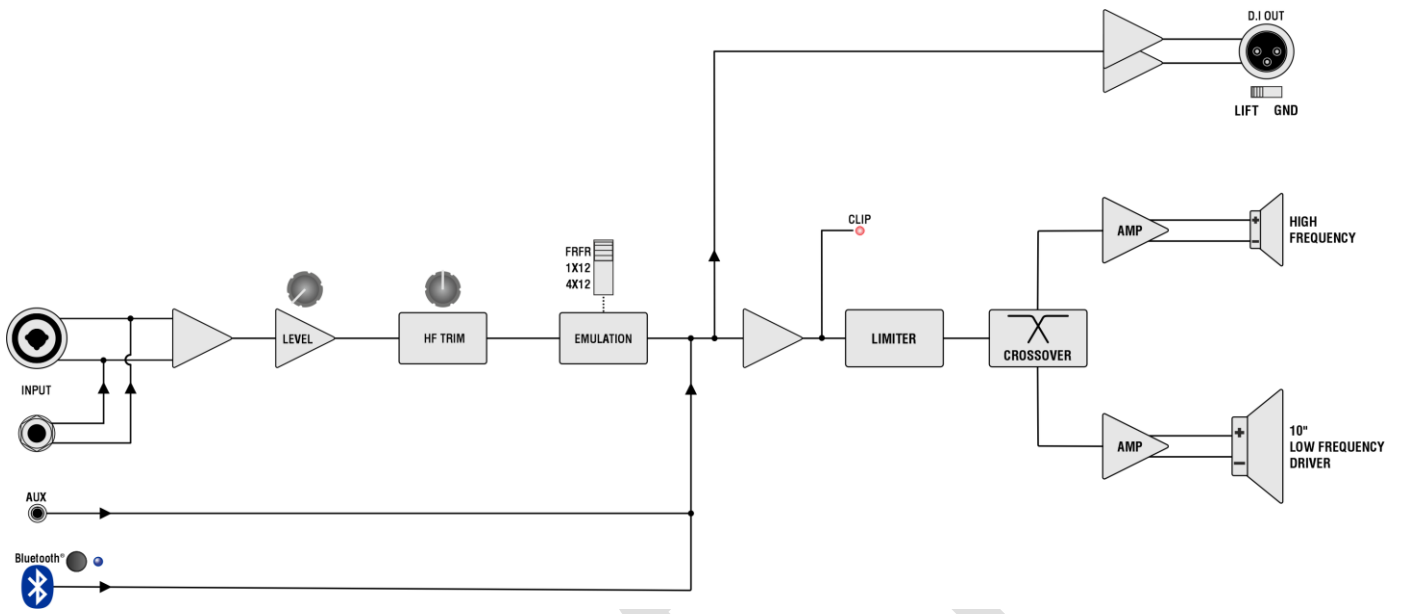 D.I OUT
LIFT GND
CLIP
AMP
HIGH
FREQUENCY
FRFR
1X12
4X12
LEVEL
HF TRIM
EMULATION
LIMITER
CROSSOVER
INPUT
AMP
10"
LOW FREQUENCY
DRIVER
AUX
Bluetooth®